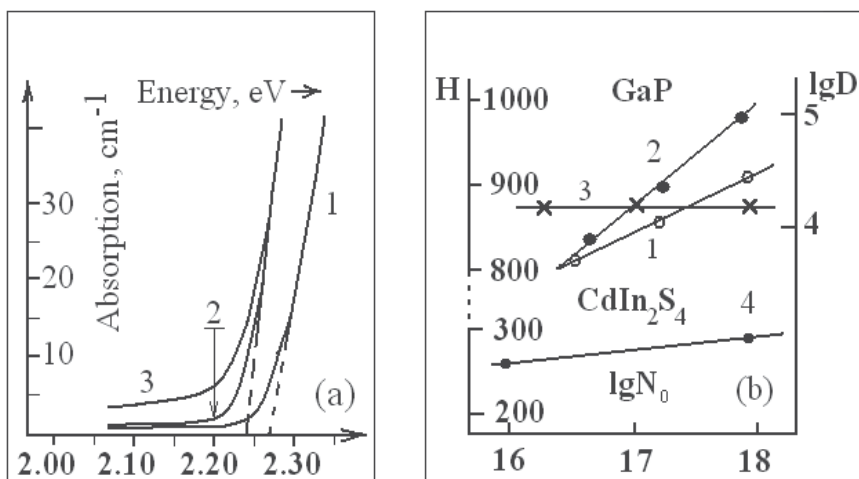 Energy, eV
Absorption, cm-1
30
20
10
1
2
3
(a)
2.00 2.10 2.20 2.30
H
1000
GaP
lgD
5
2
900
3
4
1
800
CdIn2S4
4
300
lgN0
(b)
200
16 17 18